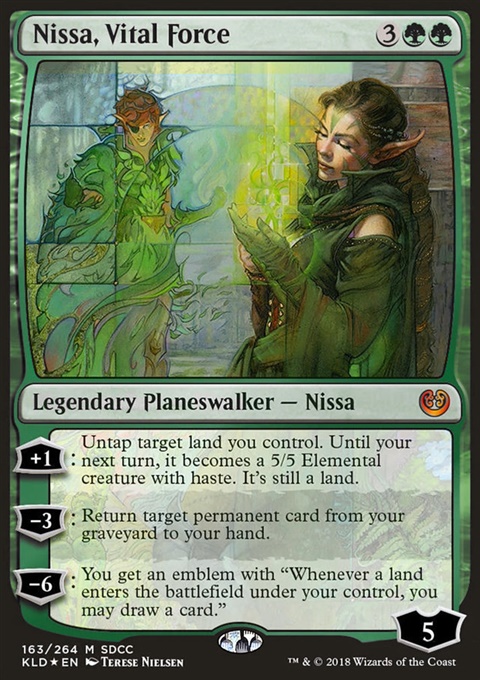 Nissa, Vital Force 3
Legendary Planeswalker — Nissa
+1 : Untap target land you control. Until your
next turn, it becomes a 5/5 Elemental
creature with haste. It's still a land.
-3 : Return target permanent card from your
graveyard to your hand.
-6 : You get an emblem with “Whenever a land
enters the battlefield under your control, you
may draw a card.”
5
163/264 M SDCC
KLD★EN Terese Nielsen
™ & © 2018 Wizards of the Coast